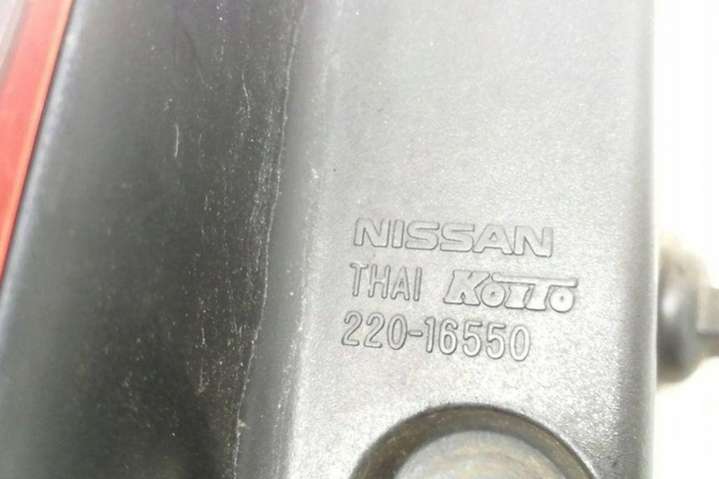 NISSAN
THAI KOITO
220-16550